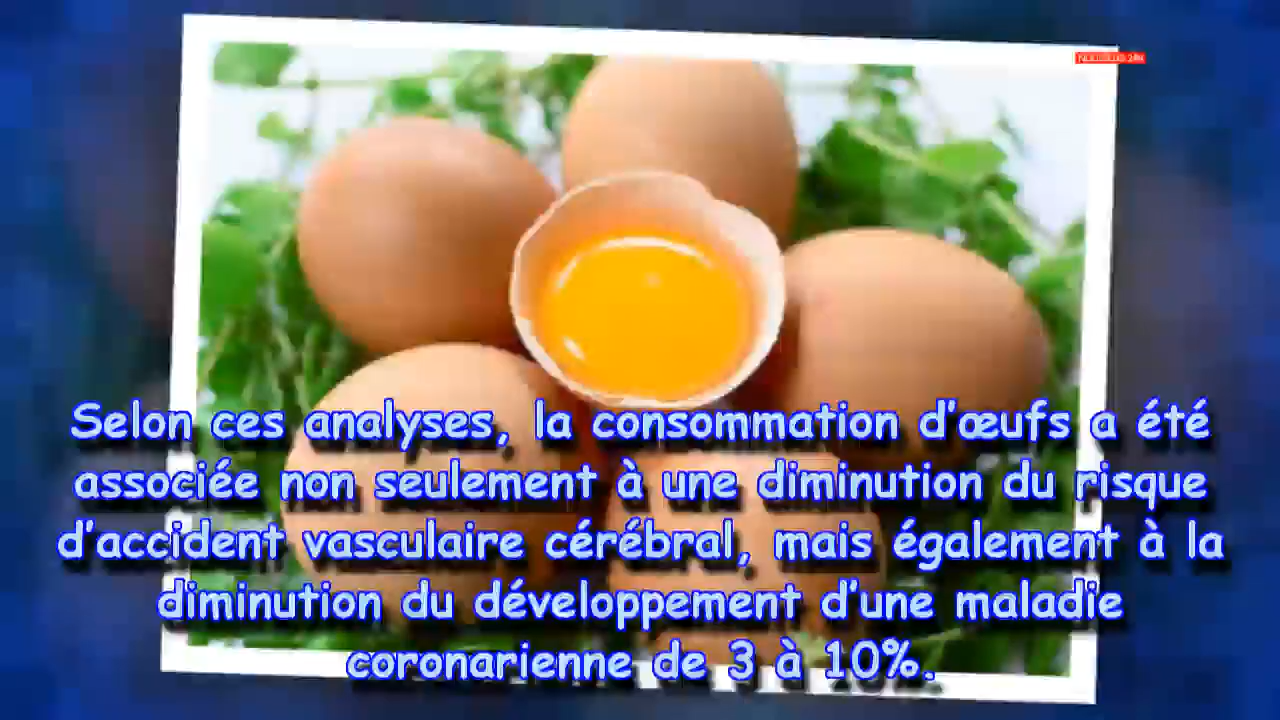 Selon ces analyses, la consommation d'œufs a été
associée non seulement à une diminution du risque
d'accident vasculaire cérébral, mais également à la
diminution du développement d'une maladie
coronarienne de 3 à 10%.